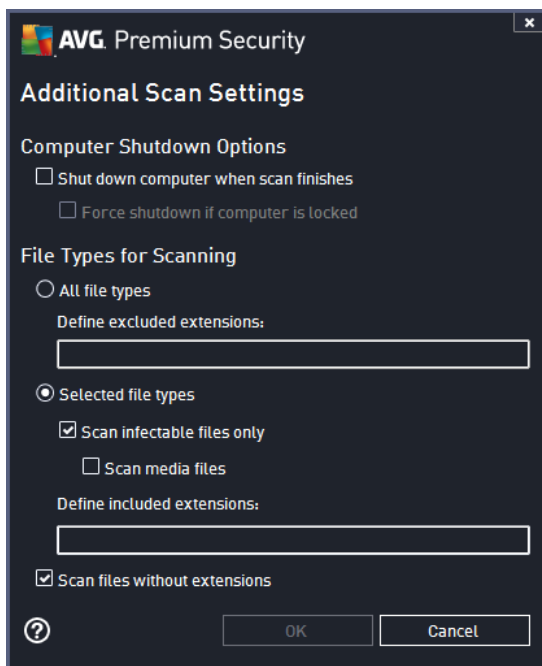 AVG. Premium Security
Additional Scan Settings
Computer Shutdown Options
Shut down computer when scan finishes
Force shutdown if computer is locked
File Types for Scanning
All file types
Define excluded extensions:
Selected file types
Scan infectable files only
Scan media files
Define included extensions:
Scan files without extensions
? OK Cancel